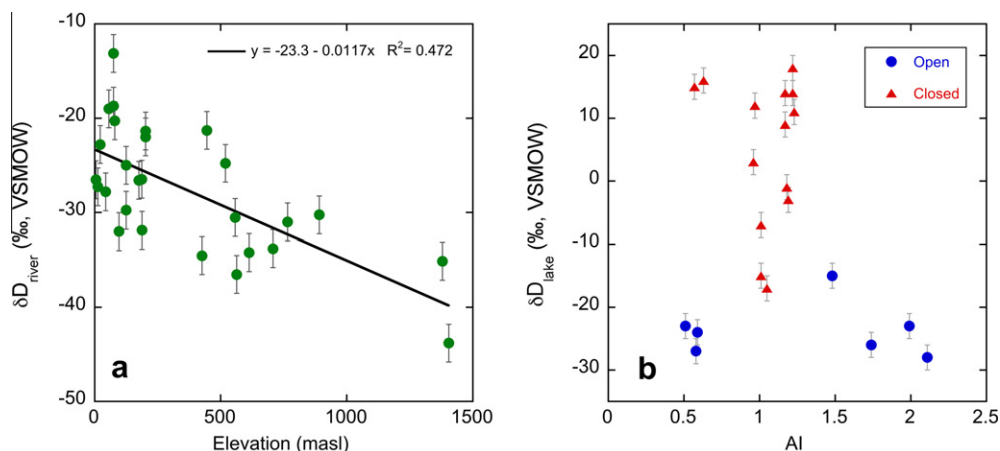 -10
-20
-30
-40
-50
δD_river (‰, VSMOW)
y = -23.3 - 0.0117x R²= 0.472
a
0
500
1000
1500
Elevation (masl)
20
10
0
-10
-20
-30
δD_lake (‰, VSMOW)
Open
Closed
b
0
0.5
1
1.5
2
2.5
AI